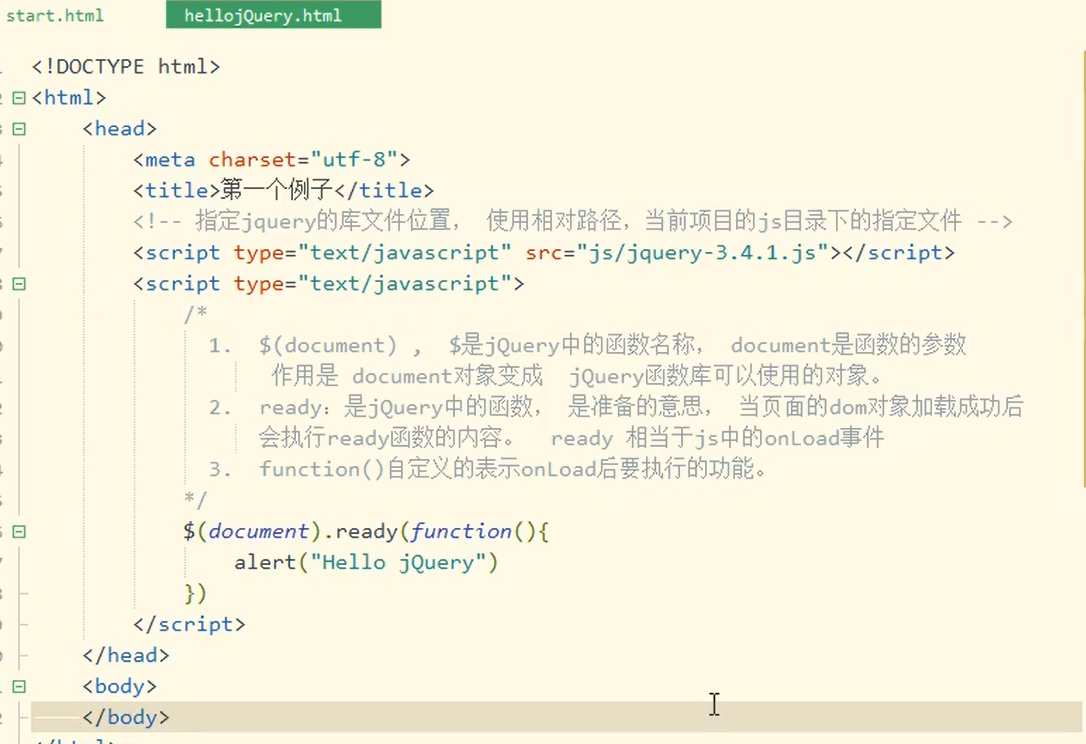 start.html hellojQuery.html
<!DOCTYPE html>
<html>
<head>
<meta charset="utf-8">
<title>第一个例子</title>
<!-- 指定jquery的库文件位置， 使用相对路径，当前项目的js目录下的指定文件 -->
<script type="text/javascript" src="js/jquery-3.4.1.js"></script>
<script type="text/javascript">
/*
1. $(document) , $是jQuery中的函数名称， document是函数的参数
作用是 document对象变成 jQuery函数库可以使用的对象。
2. ready：是jQuery中的函数， 是准备的意思， 当页面的dom对象加载成功后
会执行ready函数的内容。 ready 相当于js中的onLoad事件
3. function()自定义的表示onLoad后要执行的功能。
*/
$(document).ready(function(){
alert("Hello jQuery")
})
</script>
</head>
<body>
</body>